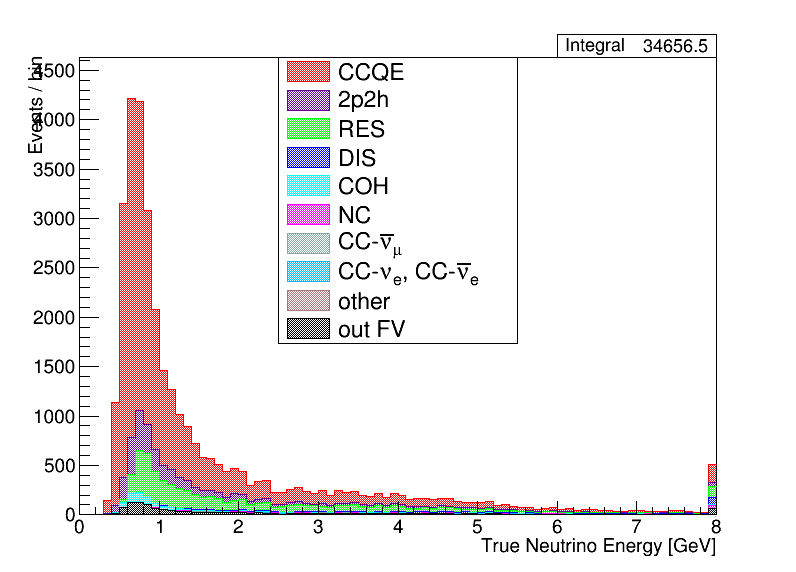 Integral 34656.5
Events / bin
4500
4000
3500
3000
2500
2000
1500
1000
500
0
CCQE
2p2h
RES
DIS
COH
NC
CC-ν̅μ
CC-νe, CC-ν̅e
other
out FV
0 1 2 3 4 5 6 7 8
True Neutrino Energy [GeV]